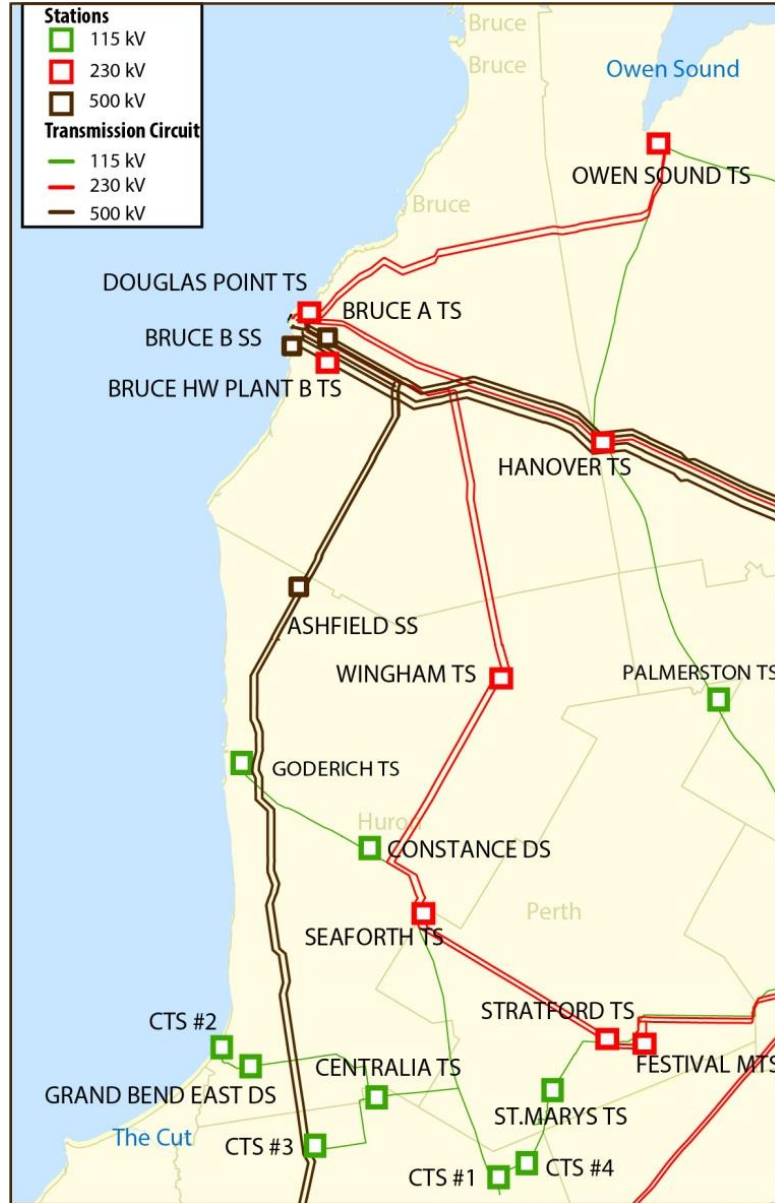 Stations
115 kV
230 kV
500 kV
Transmission Circuit
115 kV
230 kV
500 kV
Bruce
Bruce
Owen Sound
OWEN SOUND TS
Bruce
DOUGLAS POINT TS
BRUCE A TS
BRUCE B SS
BRUCE HW PLANT B TS
HANOVER TS
ASHFIELD SS
WINGHAM TS
PALMERSTON TS
GODERICH TS
Huron
CONSTANCE DS
Perth
SEAFORTH TS
STRATFORD TS
CTS #2
FESTIVAL MTS
CENTRALIA TS
GRAND BEND EAST DS
ST.MARYS TS
The Cut
CTS #3
CTS #4
CTS #1